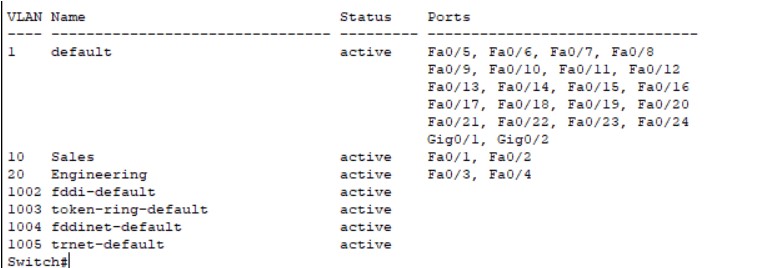 VLAN Name                             Status    Ports
---- -------------------------------- --------- -------------------------------
1    default                          active    Fa0/5, Fa0/6, Fa0/7, Fa0/8
                                                Fa0/9, Fa0/10, Fa0/11, Fa0/12
                                                Fa0/13, Fa0/14, Fa0/15, Fa0/16
                                                Fa0/17, Fa0/18, Fa0/19, Fa0/20
                                                Fa0/21, Fa0/22, Fa0/23, Fa0/24
                                                Gig0/1, Gig0/2
10   Sales                            active    Fa0/1, Fa0/2
20   Engineering                      active    Fa0/3, Fa0/4
1002 fddi-default                     active
1003 token-ring-default               active
1004 fddinet-default                  active
1005 trnet-default                    active
Switch#